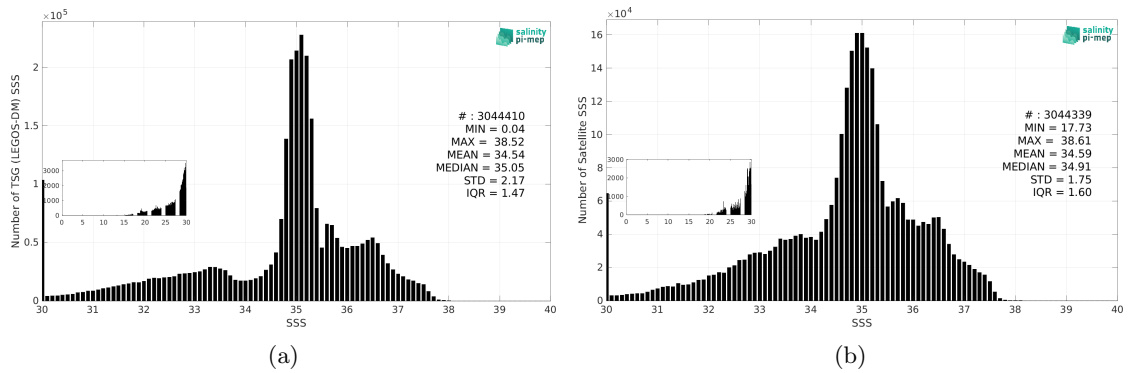 ×10⁵
salinity
pi-mep
Number of TSG (LEGOS-DM) SSS
2
1.5
1
0.5
0
# : 3044410
MIN = 0.04
MAX = 38.52
MEAN = 34.54
MEDIAN = 35.05
STD = 2.17
IQR = 1.47
3000
2000
1000
0
0 5 10 15 20 25 30
30 31 32 33 34 35 36 37 38 39 40
SSS
(a)
×10⁴
salinity
pi-mep
Number of Satellite SSS
16
14
12
10
8
6
4
2
0
# : 3044339
MIN = 17.73
MAX = 38.61
MEAN = 34.59
MEDIAN = 34.91
STD = 1.75
IQR = 1.60
3000
2000
1000
0
0 5 10 15 20 25 30
30 31 32 33 34 35 36 37 38 39 40
SSS
(b)